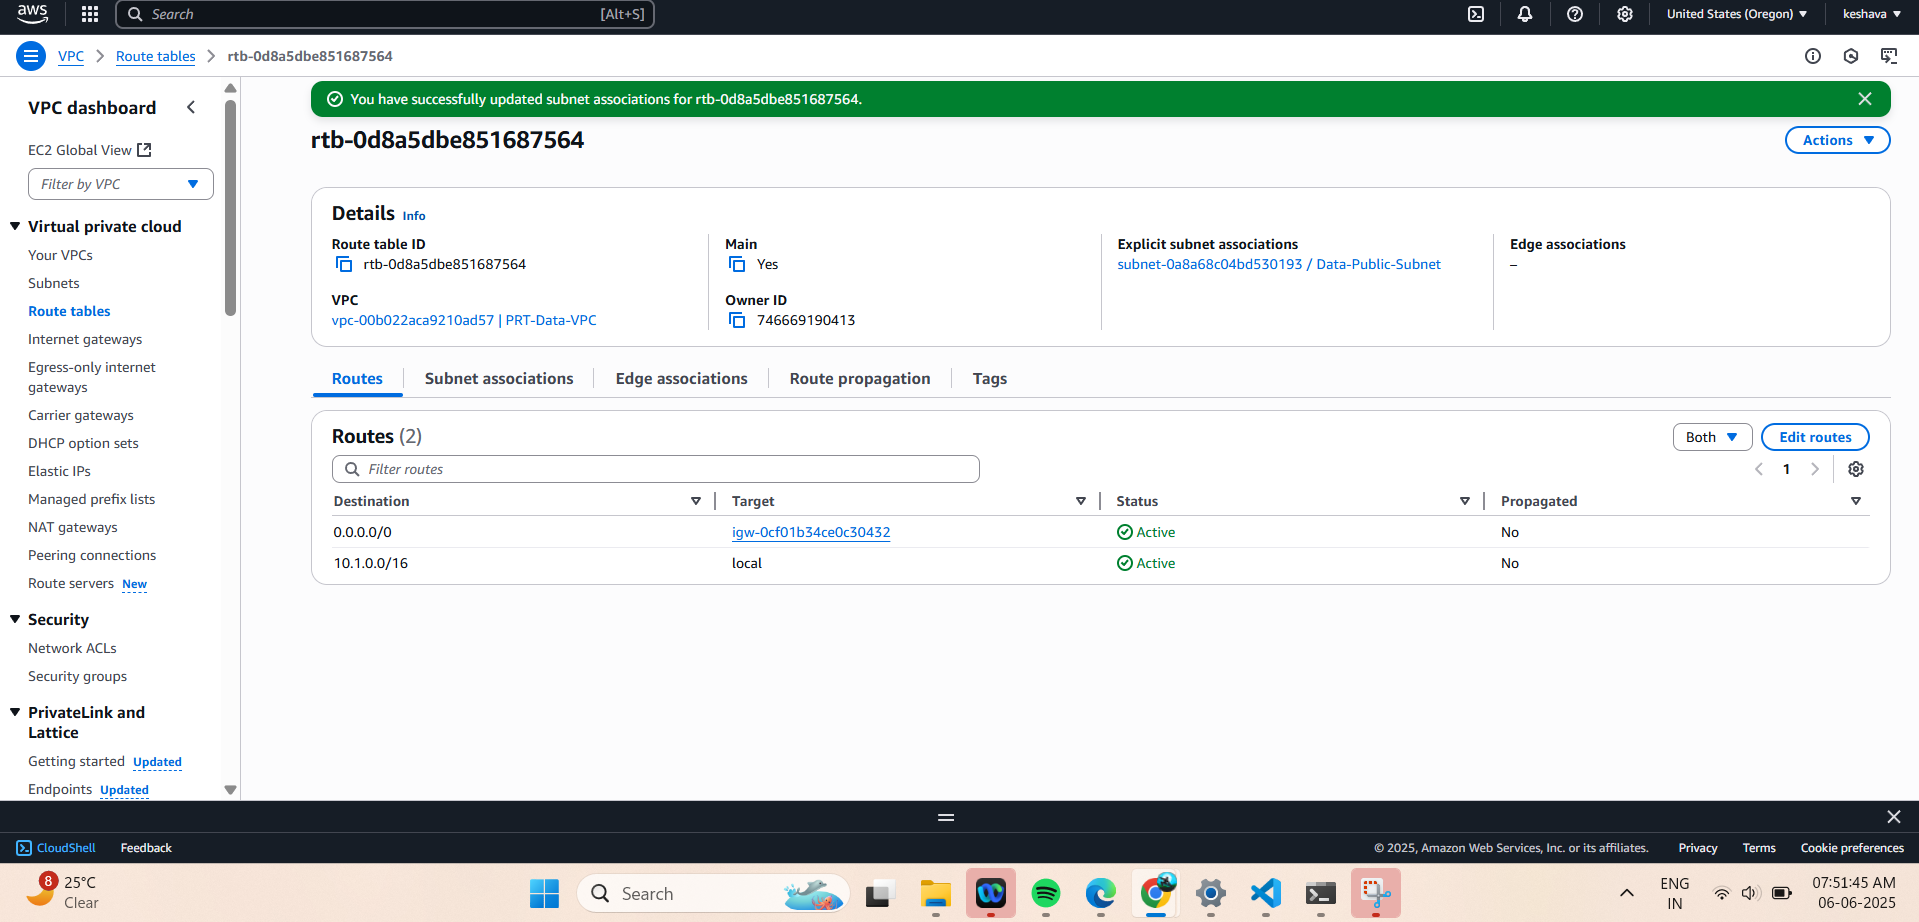 aws
Search [Alt+S]
United States (Oregon)
keshava
VPC > Route tables > rtb-0d8a5dbe851687564
VPC dashboard
EC2 Global View
Filter by VPC
Virtual private cloud
Your VPCs
Subnets
Route tables
Internet gateways
Egress-only internet
gateways
Carrier gateways
DHCP option sets
Elastic IPs
Managed prefix lists
NAT gateways
Peering connections
Route servers New
Security
Network ACLs
Security groups
PrivateLink and
Lattice
Getting started Updated
Endpoints Updated
You have successfully updated subnet associations for rtb-0d8a5dbe851687564.
rtb-0d8a5dbe851687564
Actions
Details Info
Route table ID
rtb-0d8a5dbe851687564
VPC
vpc-00b022aca9210ad57 | PRT-Data-VPC
Main
Yes
Owner ID
746669190413
Explicit subnet associations
subnet-0a8a68c04bd530193 / Data-Public-Subnet
Edge associations
–
Routes
Subnet associations
Edge associations
Route propagation
Tags
Routes (2)
Both
Edit routes
Filter routes
1
Destination Target Status Propagated
0.0.0.0/0 igw-0cf01b34ce0c30432 Active No
10.1.0.0/16 local Active No
CloudShell Feedback
© 2025, Amazon Web Services, Inc. or its affiliates. Privacy Terms Cookie preferences
8
25°C
Clear
Search
ENG
IN
07:51:45 AM
06-06-2025